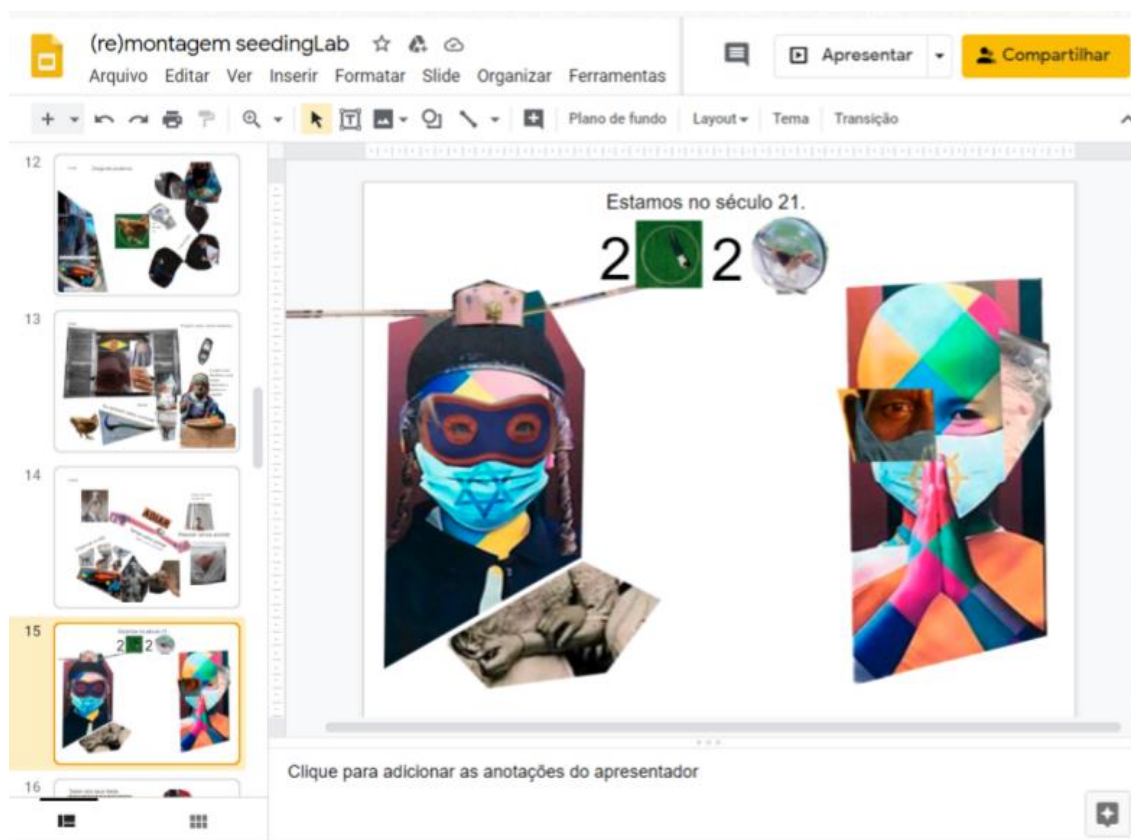 (re)montagem seedingLab
Arquivo Editar Ver Inserir Formatar Slide Organizar Ferramentas
Apresentar
Compartilhar
Plano de fundo Layout Tema Transição
12
13
14
ADIAR
15
16
Estamos no século 21.
2 2
Clique para adicionar as anotações do apresentador